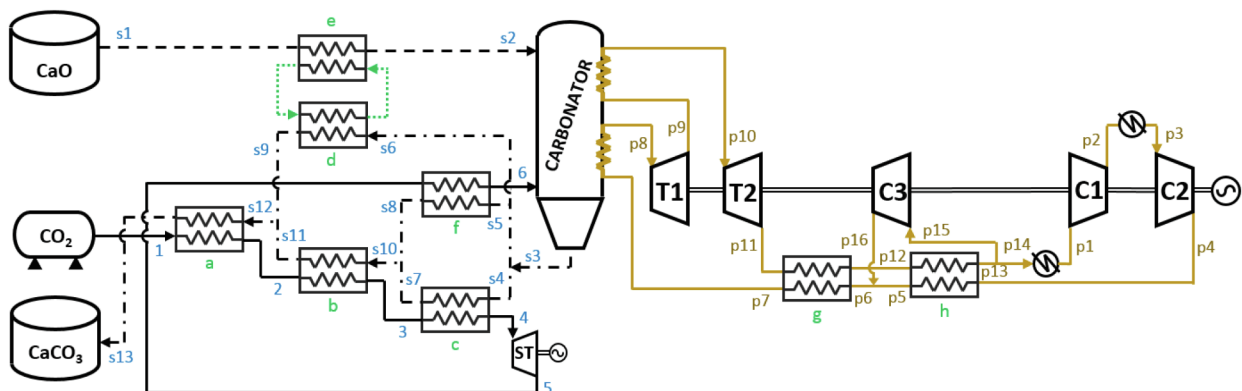 e
s1
s2
CaO
CARBONATOR
d
s9
s6
p8
p9
p10
T1
T2
C3
C1
C2
p2
p3
f
6
s8
s5
CO2
1
s12
a
s11
2
b
s10
s7
3
s4
c
4
s3
ST
5
CaCO3
s13
p11
p7
g
p12
p6
p16
p5
h
p15
p14
p13
p1
p4